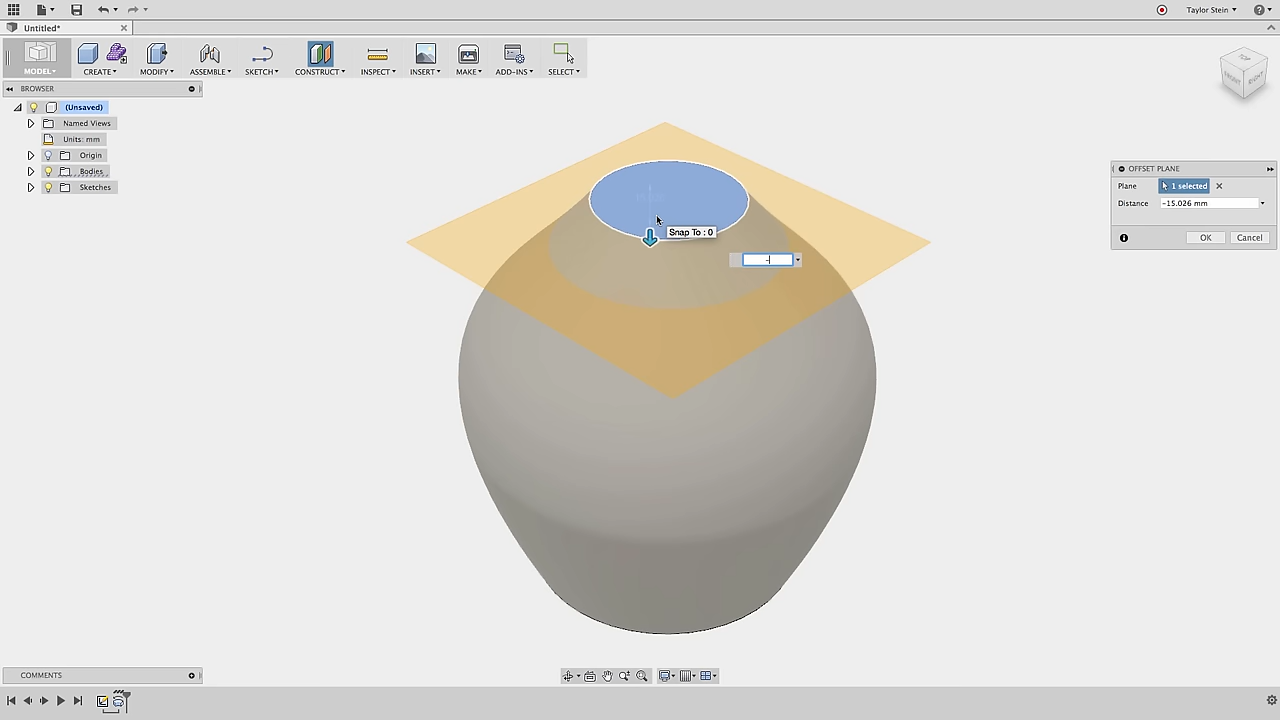 Taylor Stein
Untitled*
MODEL
CREATE
MODIFY
ASSEMBLE
SKETCH
CONSTRUCT
INSPECT
INSERT
MAKE
ADD-INS
SELECT
FRONT
RIGHT
BROWSER
(Unsaved)
Named Views
Units: mm
Origin
Bodies
Sketches
OFFSET PLANE
Plane
1 selected
Distance
-15.026 mm
OK
Cancel
Snap To : 0
-
COMMENTS